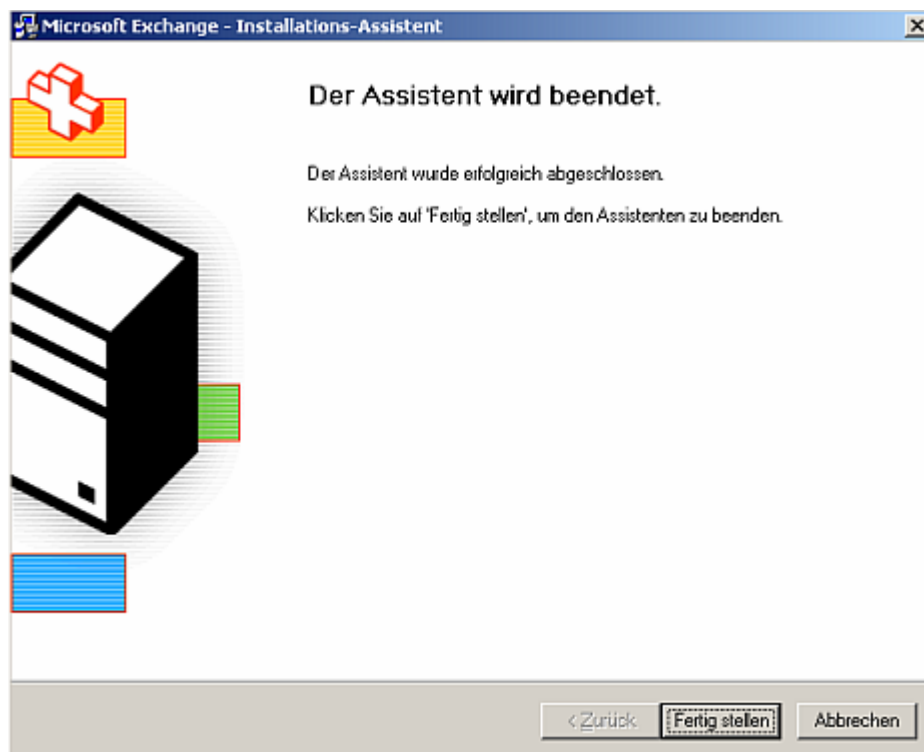 Microsoft Exchange - Installations-Assistent
Der Assistent wird beendet.
Der Assistent wurde erfolgreich abgeschlossen.
Klicken Sie auf 'Fertig stellen', um den Assistenten zu beenden.
< Zurück
Fertig stellen
Abbrechen